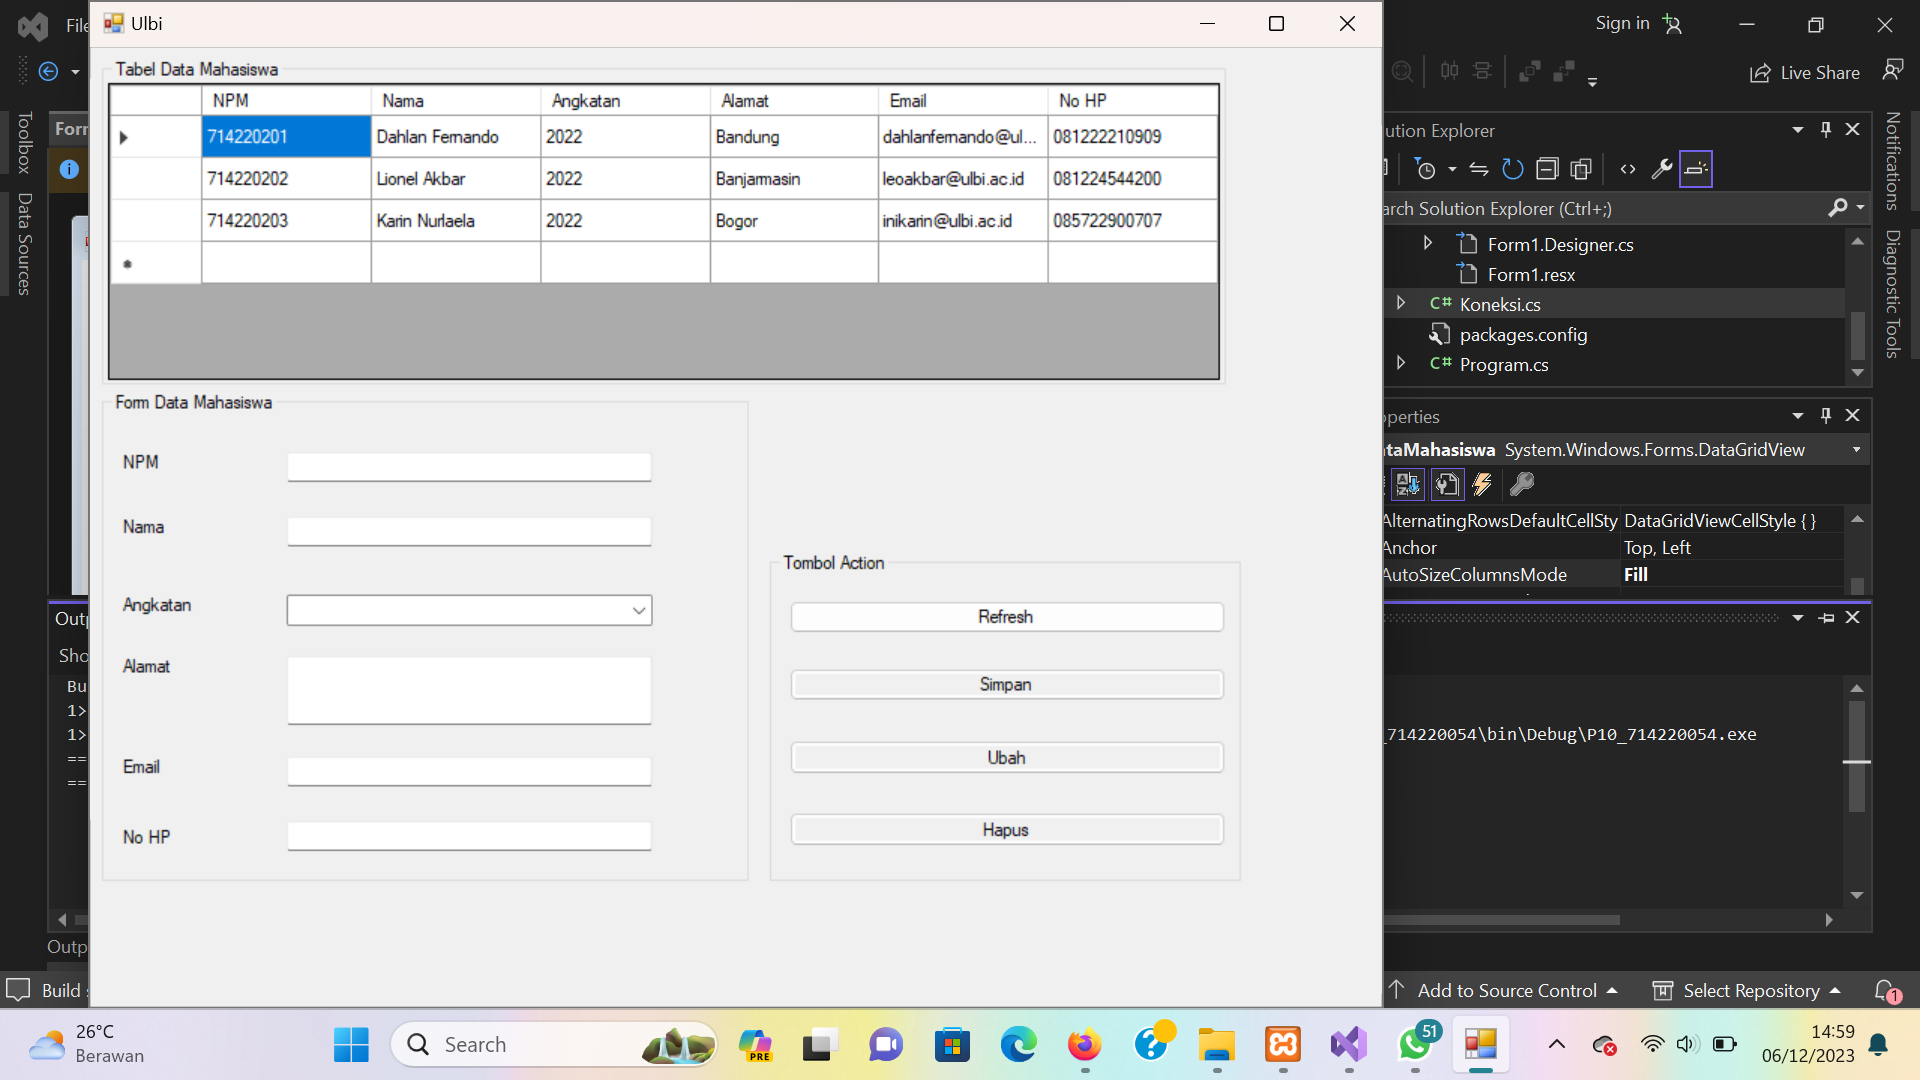 File
Ulbi
Sign in
Live Share
Toolbox
Data Sources
Form
Tabel Data Mahasiswa
NPM Nama Angkatan Alamat Email No HP
714220201 Dahlan Fernando 2022 Bandung dahlanfernando@ul... 081222210909
714220202 Lionel Akbar 2022 Banjarmasin leoakbar@ulbi.ac.id 081224544200
714220203 Karin Nurlaela 2022 Bogor inikarin@ulbi.ac.id 085722900707
Form Data Mahasiswa
NPM
Nama
Angkatan
Alamat
Email
No HP
Tombol Action
Refresh
Simpan
Ubah
Hapus
ution Explorer
arch Solution Explorer (Ctrl+;)
Form1.Designer.cs
Form1.resx
C# Koneksi.cs
packages.config
C# Program.cs
Notifications
Diagnostic Tools
operties
taMahasiswa System.Windows.Forms.DataGridView
AlternatingRowsDefaultCellSty DataGridViewCellStyle { }
Anchor Top, Left
AutoSizeColumnsMode Fill
Outp
Sho
Bu
1>
1>
==
==
_714220054\bin\Debug\P10_714220054.exe
Outp
Build s
Add to Source Control
Select Repository
1
26°C
Berawan
Search
PRE
51
14:59
06/12/2023